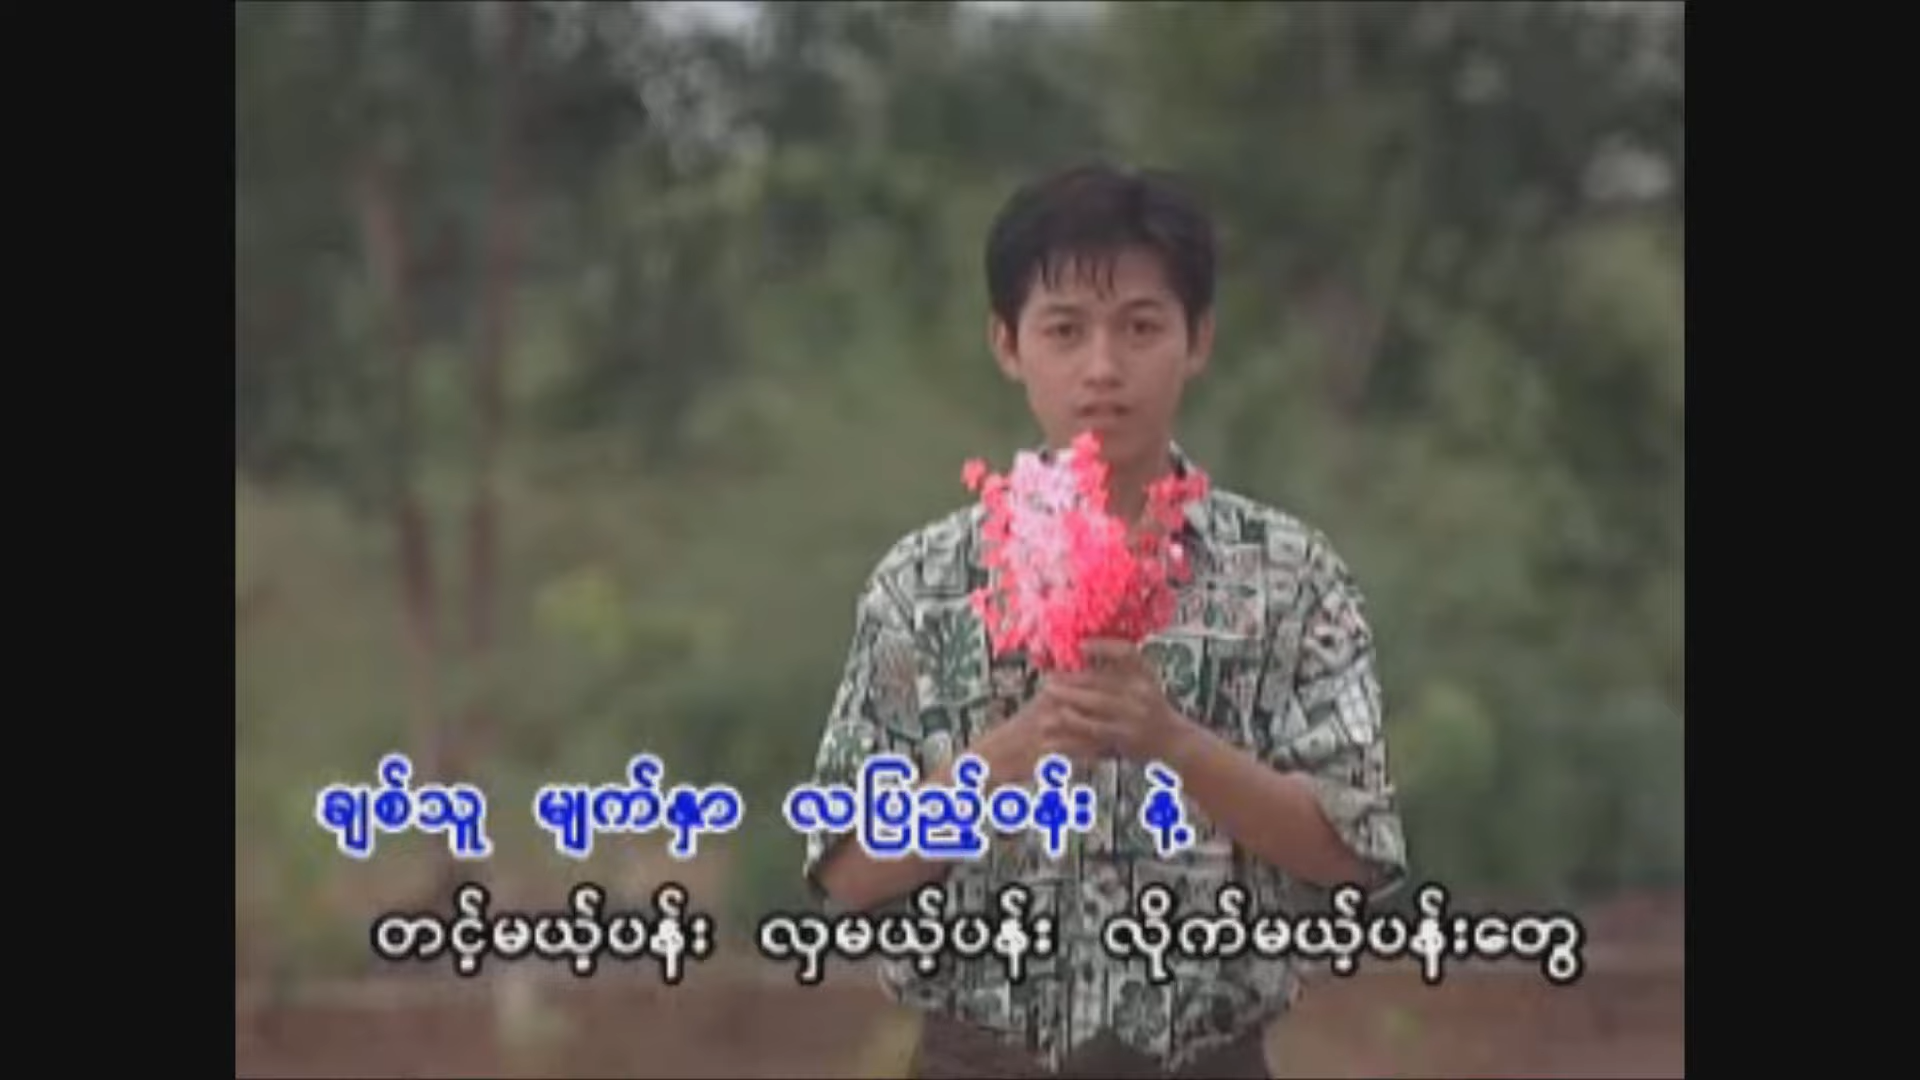 ချစ်သူ မျက်နှာ လပြည့်ဝန်း နဲ့
တင့်မယ့်ပန်း လှမယ့်ပန်း လိုက်မယ့်ပန်းတွေ